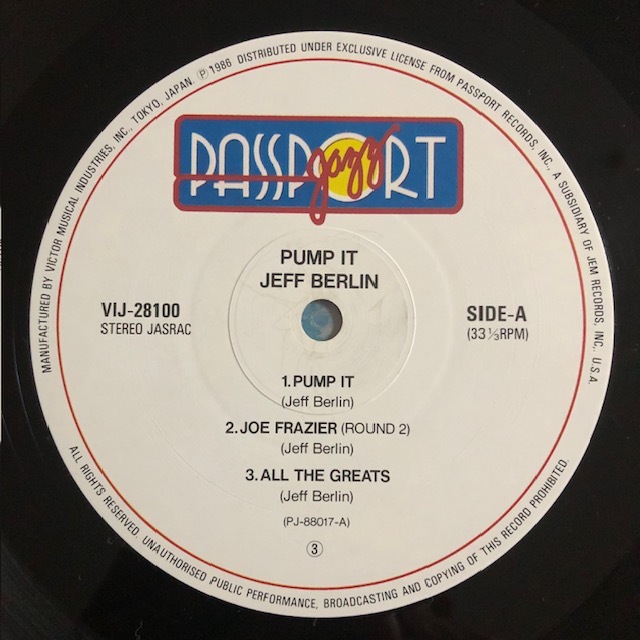 MANUFACTURED BY VICTOR MUSICAL INDUSTRIES, INC., TOKYO, JAPAN. Ⓟ1986 DISTRIBUTED UNDER EXCLUSIVE LICENSE FROM PASSPORT RECORDS, INC., A SUBSIDIARY OF JEM RECORDS, INC., U.S.A.
PASSPORT
Jazz
PUMP IT
JEFF BERLIN
VIJ-28100
STEREO JASRAC
SIDE-A
(33 ⅓RPM)
1.PUMP IT
(Jeff Berlin)
2.JOE FRAZIER (ROUND 2)
(Jeff Berlin)
3.ALL THE GREATS
(Jeff Berlin)
(PJ-88017-A)
③
ALL RIGHTS RESERVED. UNAUTHORISED PUBLIC PERFORMANCE, BROADCASTING AND COPYING OF THIS RECORD PROHIBITED.